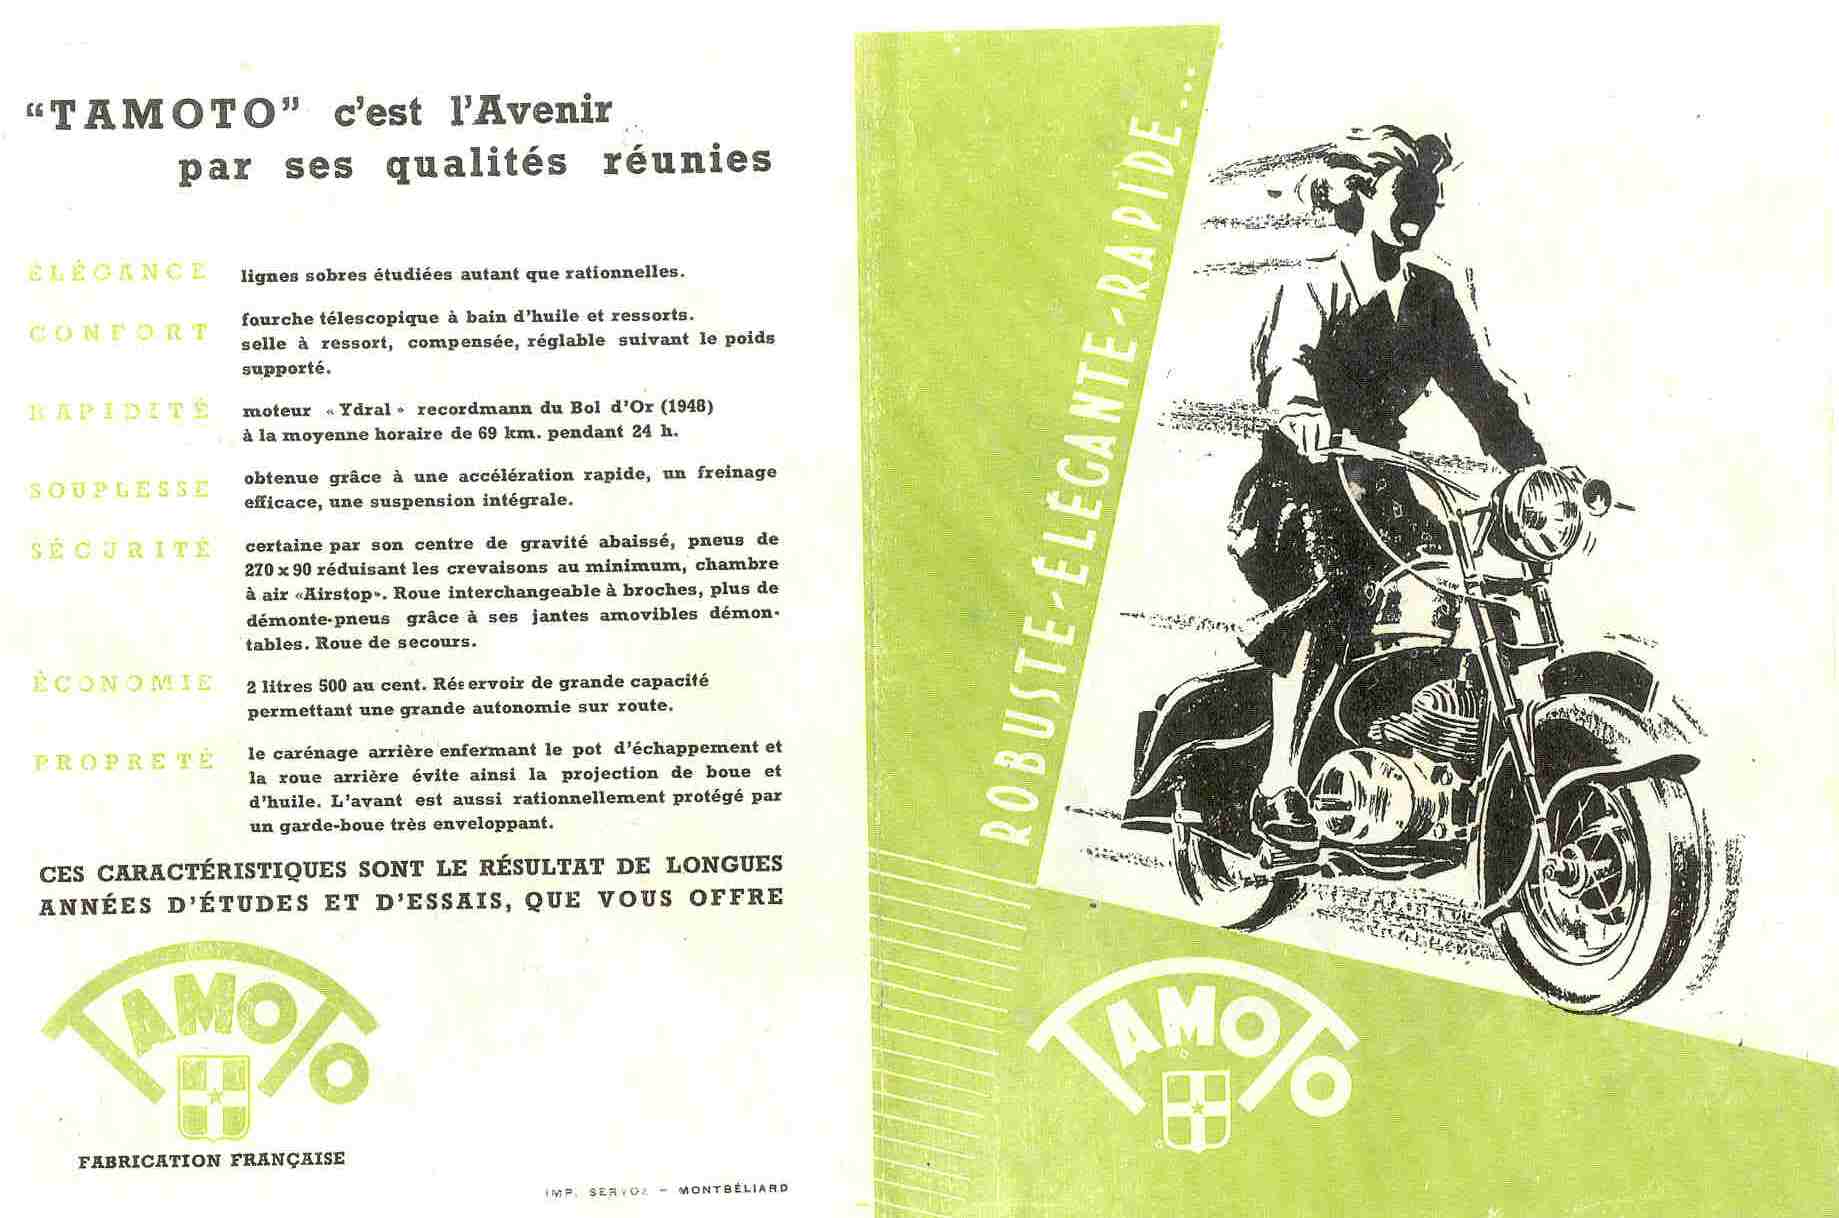 “TAMOTO” c'est l'Avenir
par ses qualités réunies
ÉLÉGANCE lignes sobres étudiées autant que rationnelles.
CONFORT fourche télescopique à bain d'huile et ressorts.
selle à ressort, compensée, réglable suivant le poids
supporté.
RAPIDITÉ moteur « Ydral » recordmann du Bol d'Or (1948)
à la moyenne horaire de 69 km. pendant 24 h.
SOUPLESSE obtenue grâce à une accélération rapide, un freinage
efficace, une suspension intégrale.
SÉCURITÉ certaine par son centre de gravité abaissé, pneus de
270 x 90 réduisant les crevaisons au minimum, chambre
à air «Airstop». Roue interchangeable à broches, plus de
démonte-pneus grâce à ses jantes amovibles démon-
tables. Roue de secours.
ÉCONOMIE 2 litres 500 au cent. Réservoir de grande capacité
permettant une grande autonomie sur route.
PROPRETÉ le carénage arrière enfermant le pot d'échappement et
la roue arrière évite ainsi la projection de boue et
d'huile. L'avant est aussi rationnellement protégé par
un garde-boue très enveloppant.
CES CARACTÉRISTIQUES SONT LE RÉSULTAT DE LONGUES
ANNÉES D'ÉTUDES ET D'ESSAIS, QUE VOUS OFFRE
TAMOTO
FABRICATION FRANÇAISE
IMP. SERVOZ - MONTBÉLIARD
ROBUSTE-ELEGANTE-RAPIDE...
TAMOTO